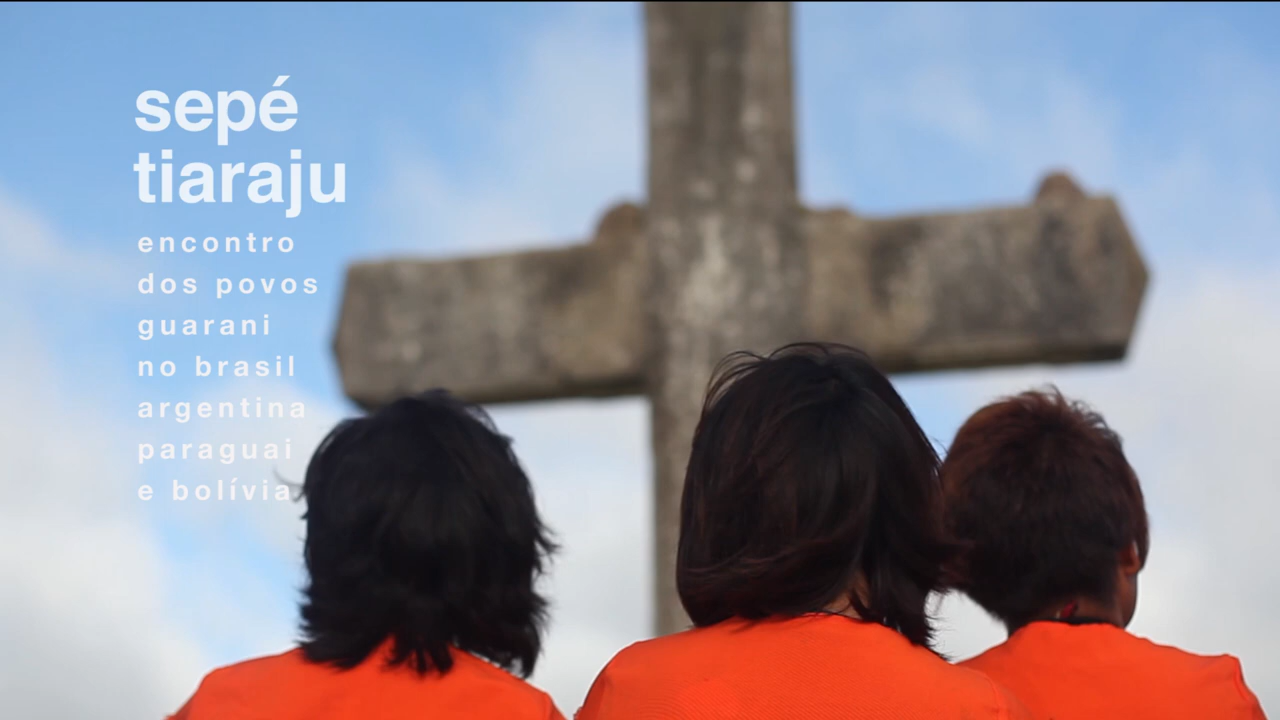 sepé
tiaraju
encontro
dos povos
guarani
no brasil
argentina
paraguai
e bolívia